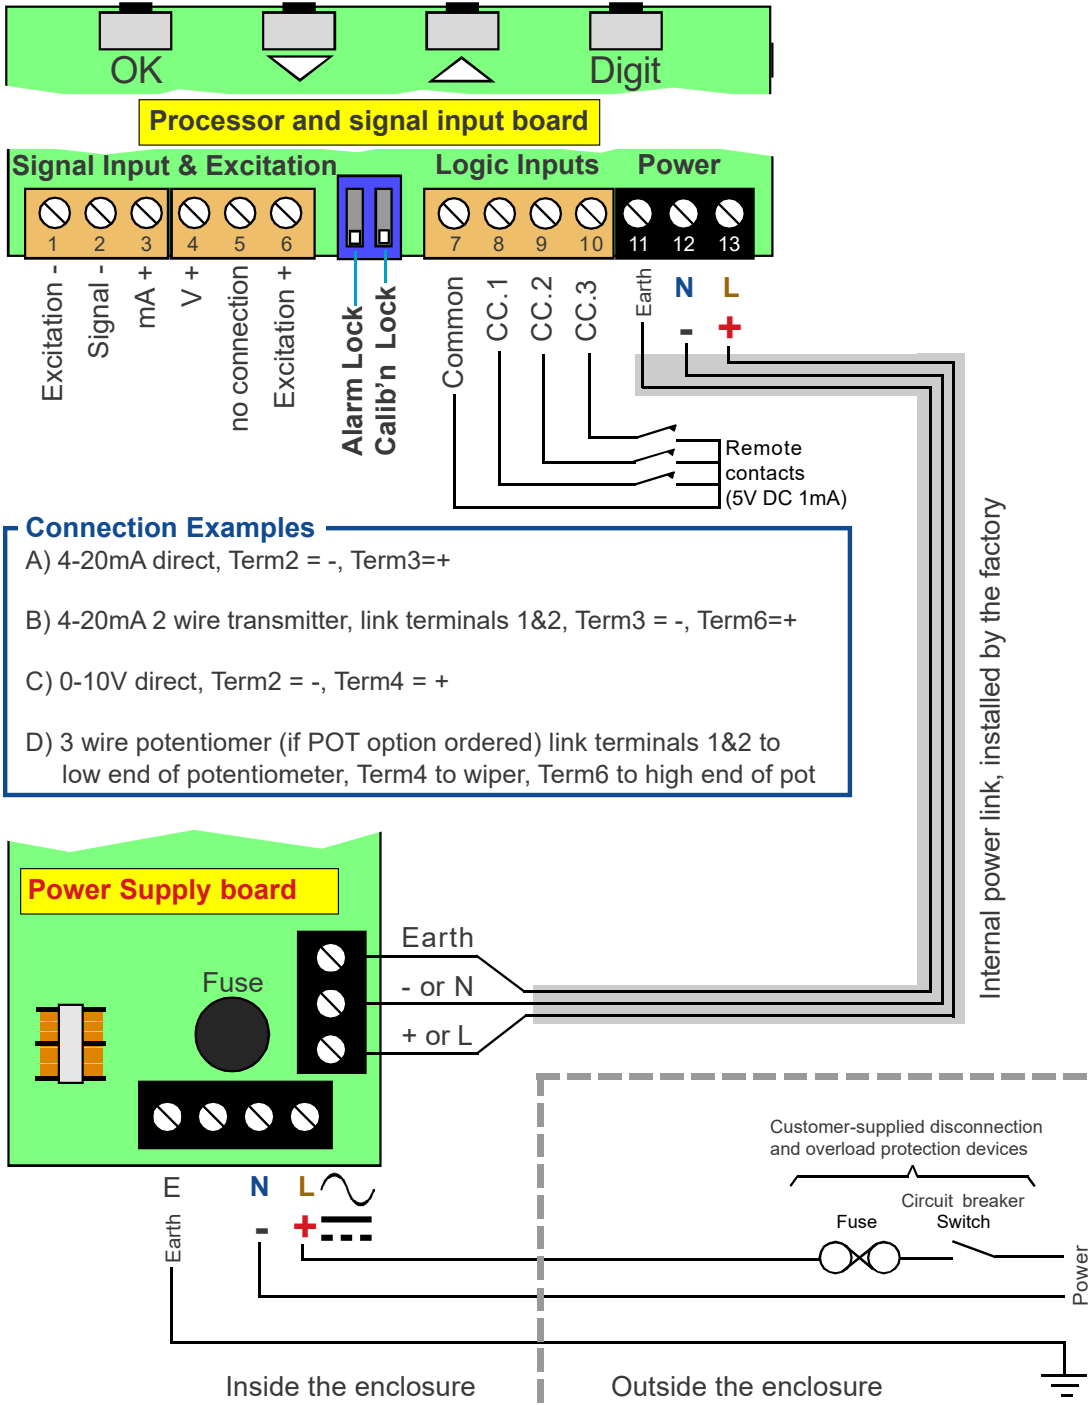 OK
Digit
Processor and signal input board
Signal Input & Excitation
Logic Inputs
Power
1 2 3 4 5 6
7 8 9 10 11 12 13
Excitation -
Signal -
mA +
V +
no connection
Excitation +
Alarm Lock
Calib’n Lock
Common
CC.1
CC.2
CC.3
Earth
N
-
L
+
Remote
contacts
(5V DC 1mA)
Internal power link, installed by the factory
Connection Examples
A) 4-20mA direct, Term2 = -, Term3=+
B) 4-20mA 2 wire transmitter, link terminals 1&2, Term3 = -, Term6=+
C) 0-10V direct, Term2 = -, Term4 = +
D) 3 wire potentiomer (if POT option ordered) link terminals 1&2 to
low end of potentiometer, Term4 to wiper, Term6 to high end of pot
Power Supply board
Fuse
Earth
- or N
+ or L
E
Earth
N
-
L
+
Customer-supplied disconnection
and overload protection devices
Circuit breaker
Fuse
Switch
Power
Inside the enclosure
Outside the enclosure